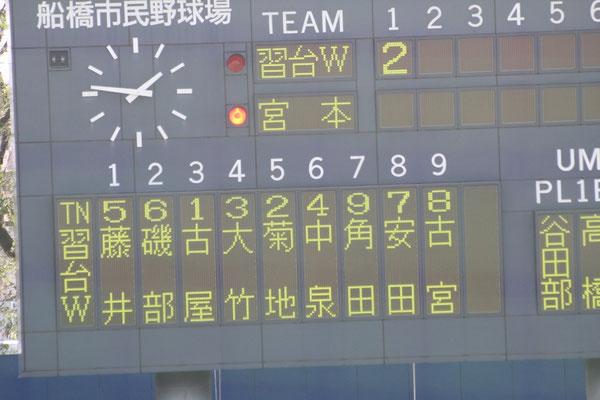 船橋市民野球場
TEAM 1 2 3 4 5 6
習台W 2
宮本
1 2 3 4 5 6 7 8 9
UM
PL1B
TN 5 6 1 3 2 4 9 7 8
習台W 藤井 磯部 古屋 大竹 菊地 中泉 角田 安田 古宮
谷田部 高橋